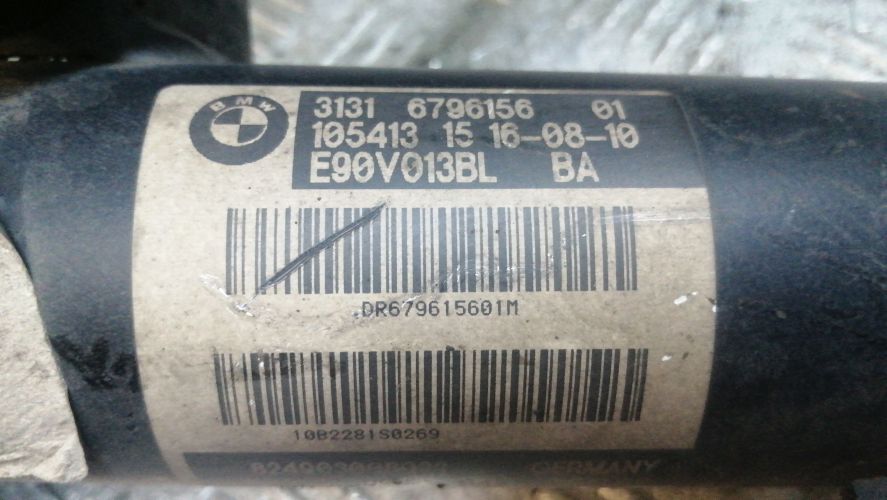 BMW
3131 6796156 01
105413 15 16-08-10
E90V013BL BA
DR679615601M
10B2281S0269
GERMANY